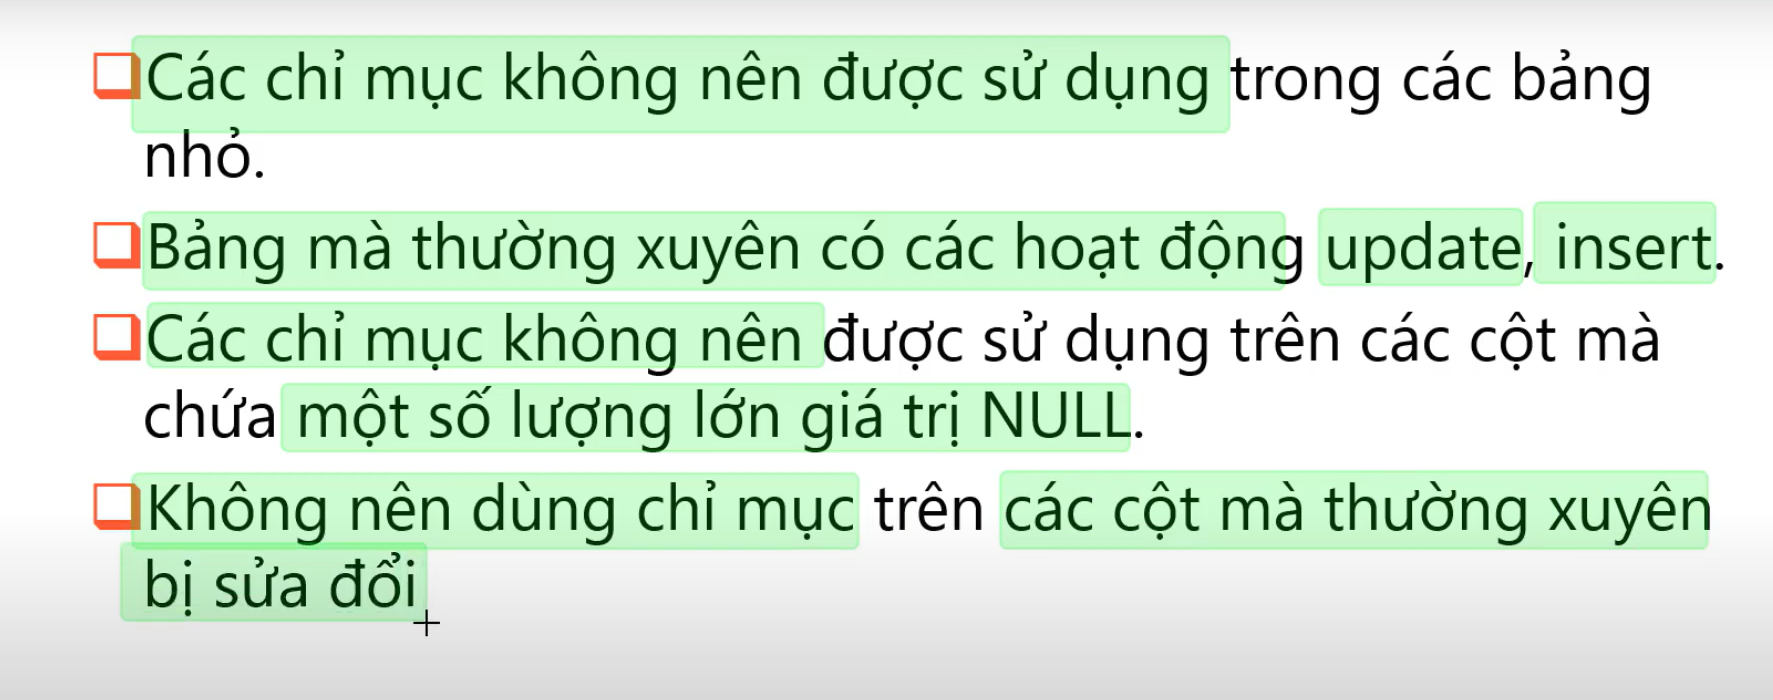 Các chỉ mục không nên được sử dụng trong các bảng
nhỏ.
Bảng mà thường xuyên có các hoạt động update, insert.
Các chỉ mục không nên được sử dụng trên các cột mà
chứa một số lượng lớn giá trị NULL.
Không nên dùng chỉ mục trên các cột mà thường xuyên
bị sửa đổi